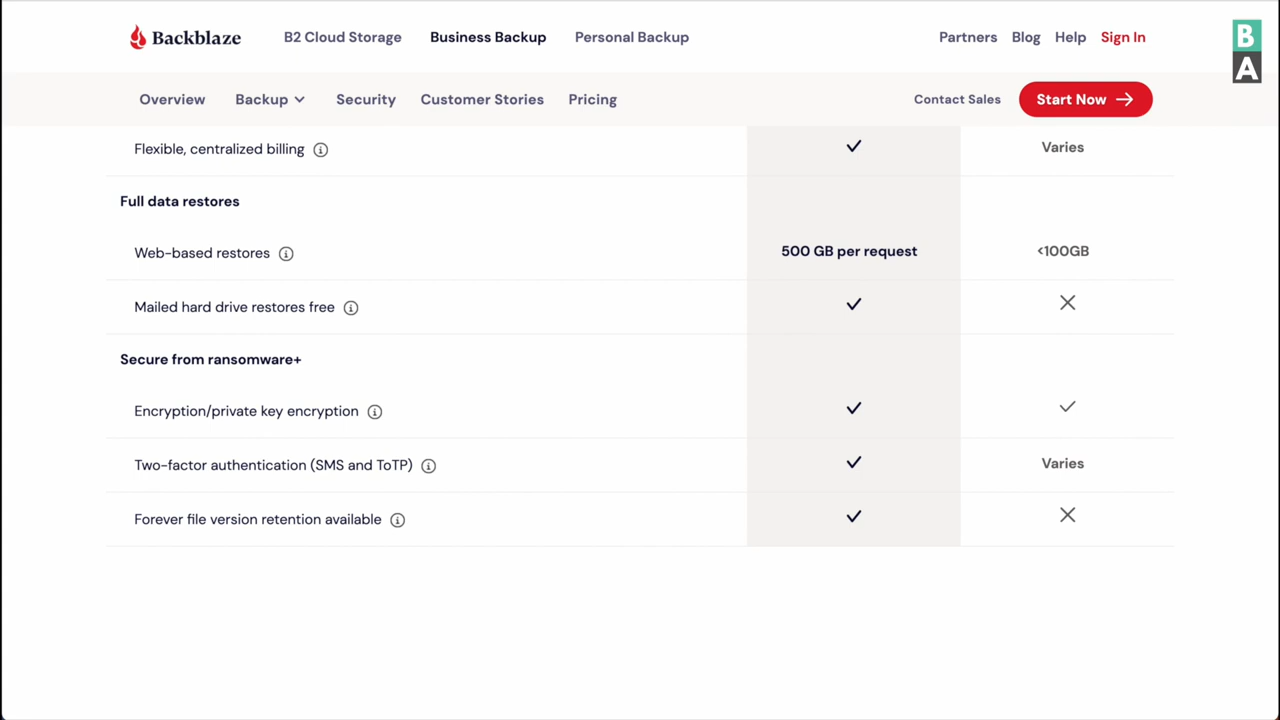 Backblaze B2 Cloud Storage Business Backup Personal Backup Partners Blog Help Sign In
B
A
Overview Backup Security Customer Stories Pricing Contact Sales Start Now
Flexible, centralized billing Varies
Full data restores
Web-based restores 500 GB per request <100GB
Mailed hard drive restores free
Secure from ransomware+
Encryption/private key encryption
Two-factor authentication (SMS and ToTP) Varies
Forever file version retention available